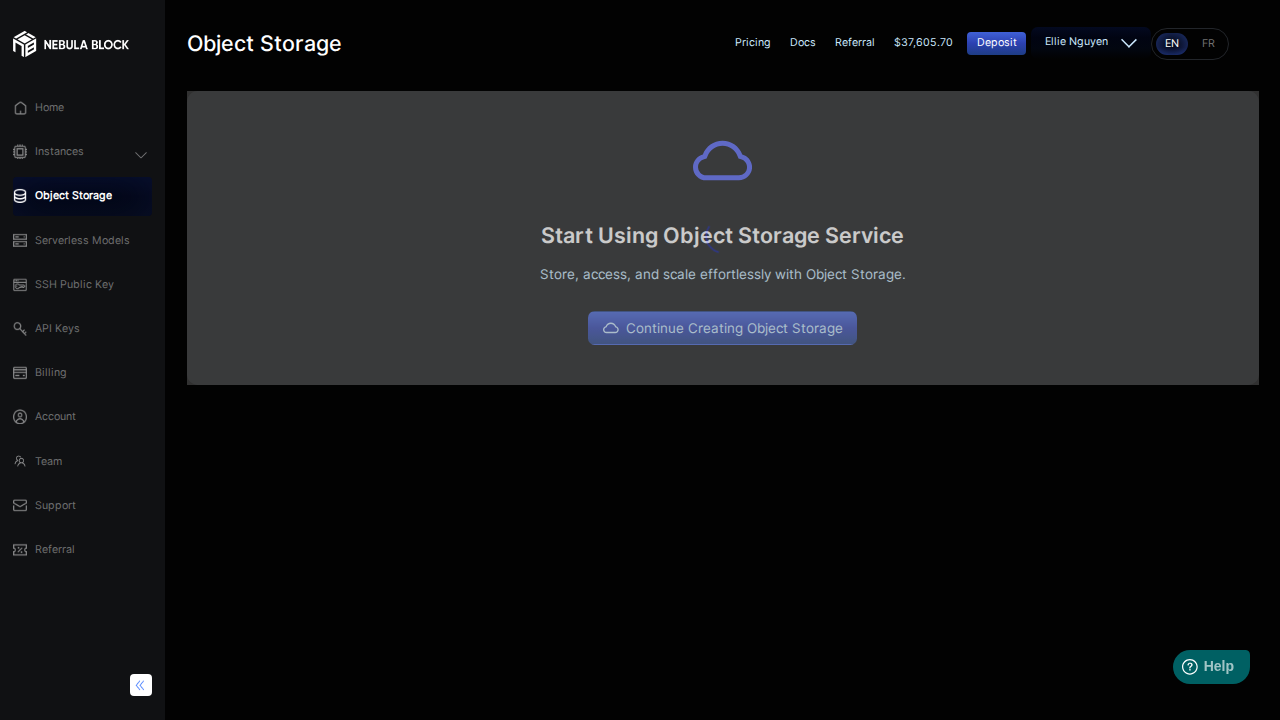 NEBULA BLOCK
Object Storage
Pricing
Docs
Referral
$37,605.70
Deposit
Ellie Nguyen
EN
FR
Home
Instances
Object Storage
Serverless Models
SSH Public Key
API Keys
Billing
Account
Team
Support
Referral
Start Using Object Storage Service
Store, access, and scale effortlessly with Object Storage.
Continue Creating Object Storage
Help